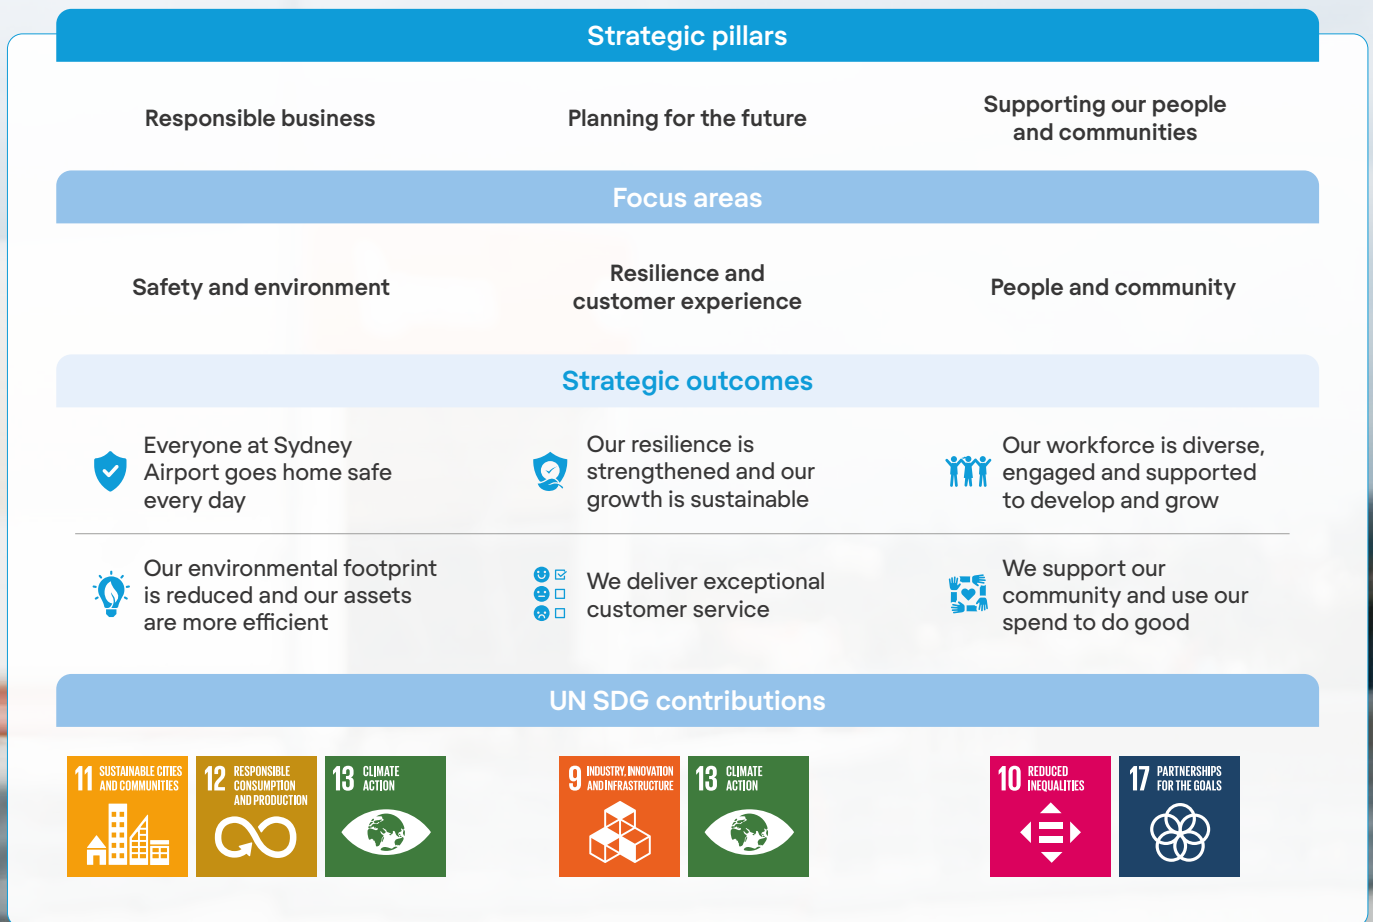 Strategic pillars
Responsible business
Planning for the future
Supporting our people
and communities
Focus areas
Safety and environment
Resilience and
customer experience
People and community
Strategic outcomes
Everyone at Sydney
Airport goes home safe
every day
Our resilience is
strengthened and our
growth is sustainable
Our workforce is diverse,
engaged and supported
to develop and grow
Our environmental footprint
is reduced and our assets
are more efficient
We deliver exceptional
customer service
We support our
community and use our
spend to do good
UN SDG contributions
11 SUSTAINABLE CITIES
AND COMMUNITIES
12 RESPONSIBLE
CONSUMPTION
AND PRODUCTION
13 CLIMATE
ACTION
9 INDUSTRY, INNOVATION
AND INFRASTRUCTURE
13 CLIMATE
ACTION
10 REDUCED
INEQUALITIES
17 PARTNERSHIPS
FOR THE GOALS